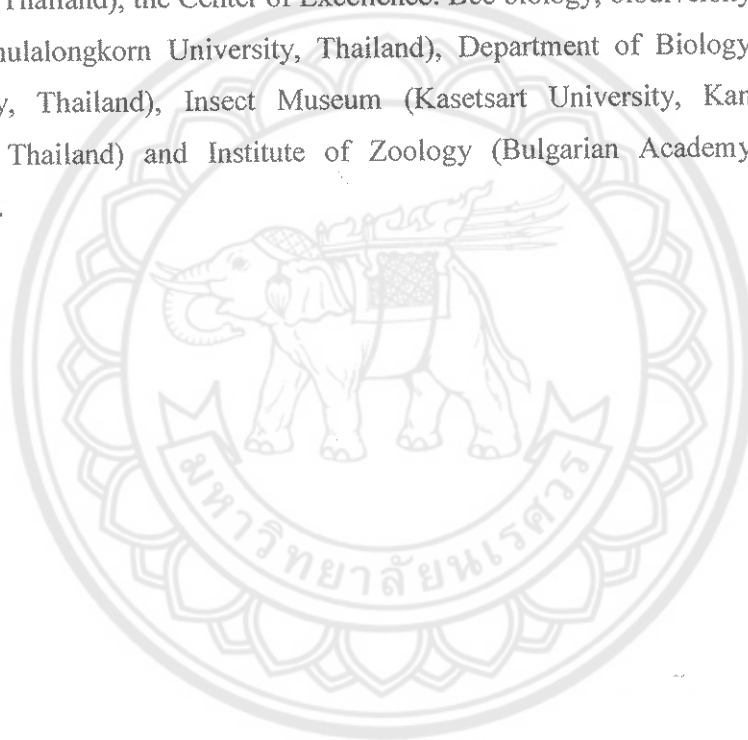 Thailand), the Center of Excellence: Bee biology, biodiversity
hulalongkorn University, Thailand), Department of Biology
y, Thailand), Insect Museum (Kasetsart University, Kam
Thailand) and Institute of Zoology (Bulgarian Academy
.
มหาวิทยาลัยนเรศวร